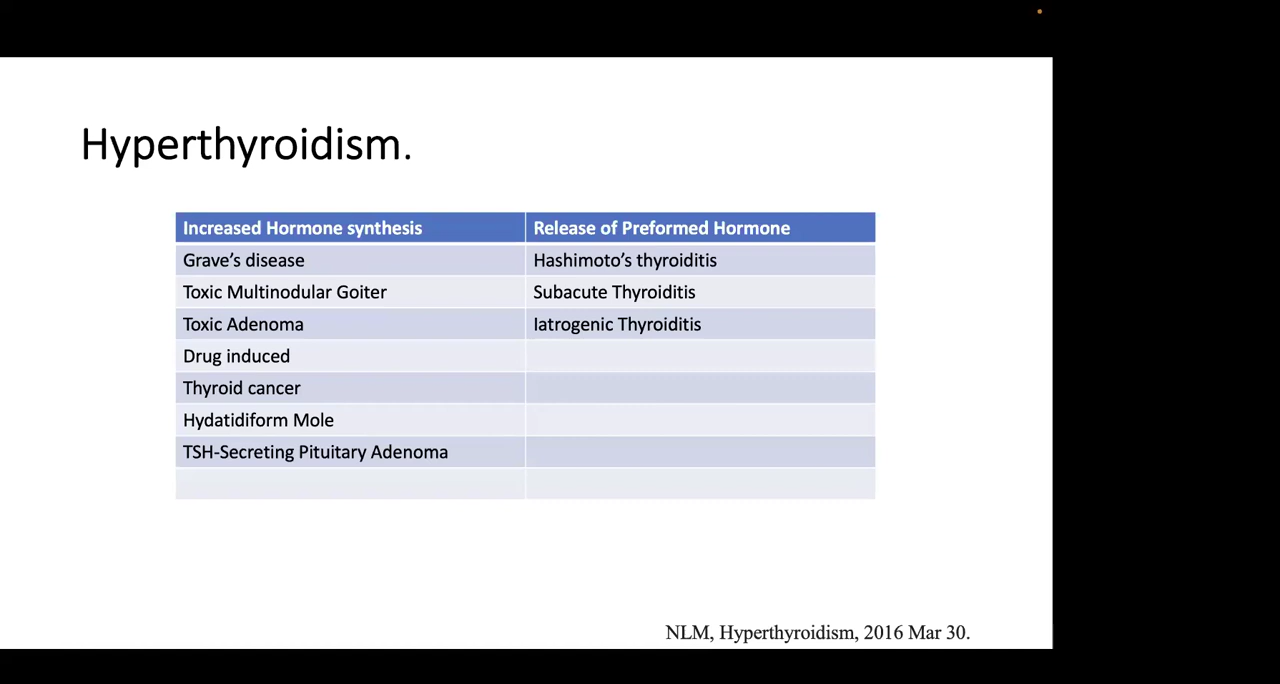 Hyperthyroidism.
Increased Hormone synthesis Release of Preformed Hormone
Grave’s disease Hashimoto’s thyroiditis
Toxic Multinodular Goiter Subacute Thyroiditis
Toxic Adenoma Iatrogenic Thyroiditis
Drug induced
Thyroid cancer
Hydatidiform Mole
TSH-Secreting Pituitary Adenoma
NLM, Hyperthyroidism, 2016 Mar 30.